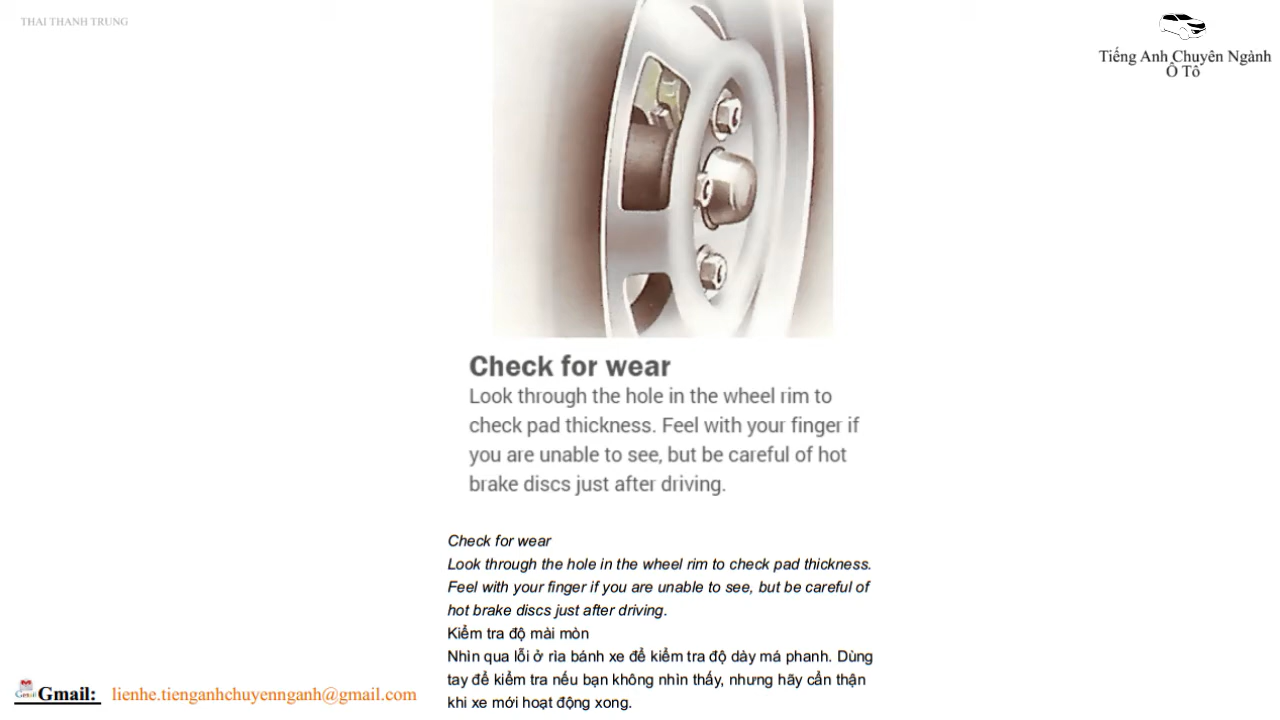 THAI THANH TRUNG
Tiếng Anh Chuyên Ngành
Ô Tô
Check for wear
Look through the hole in the wheel rim to
check pad thickness. Feel with your finger if
you are unable to see, but be careful of hot
brake discs just after driving.
Check for wear
Look through the hole in the wheel rim to check pad thickness.
Feel with your finger if you are unable to see, but be careful of
hot brake discs just after driving.
Kiểm tra độ mài mòn
Nhìn qua lỗi ở rìa bánh xe để kiểm tra độ dày má phanh. Dùng
tay để kiểm tra nếu bạn không nhìn thấy, nhưng hãy cẩn thận
khi xe mới hoạt động xong.
Gmail: lienhe.tienganhchuyennganh@gmail.com